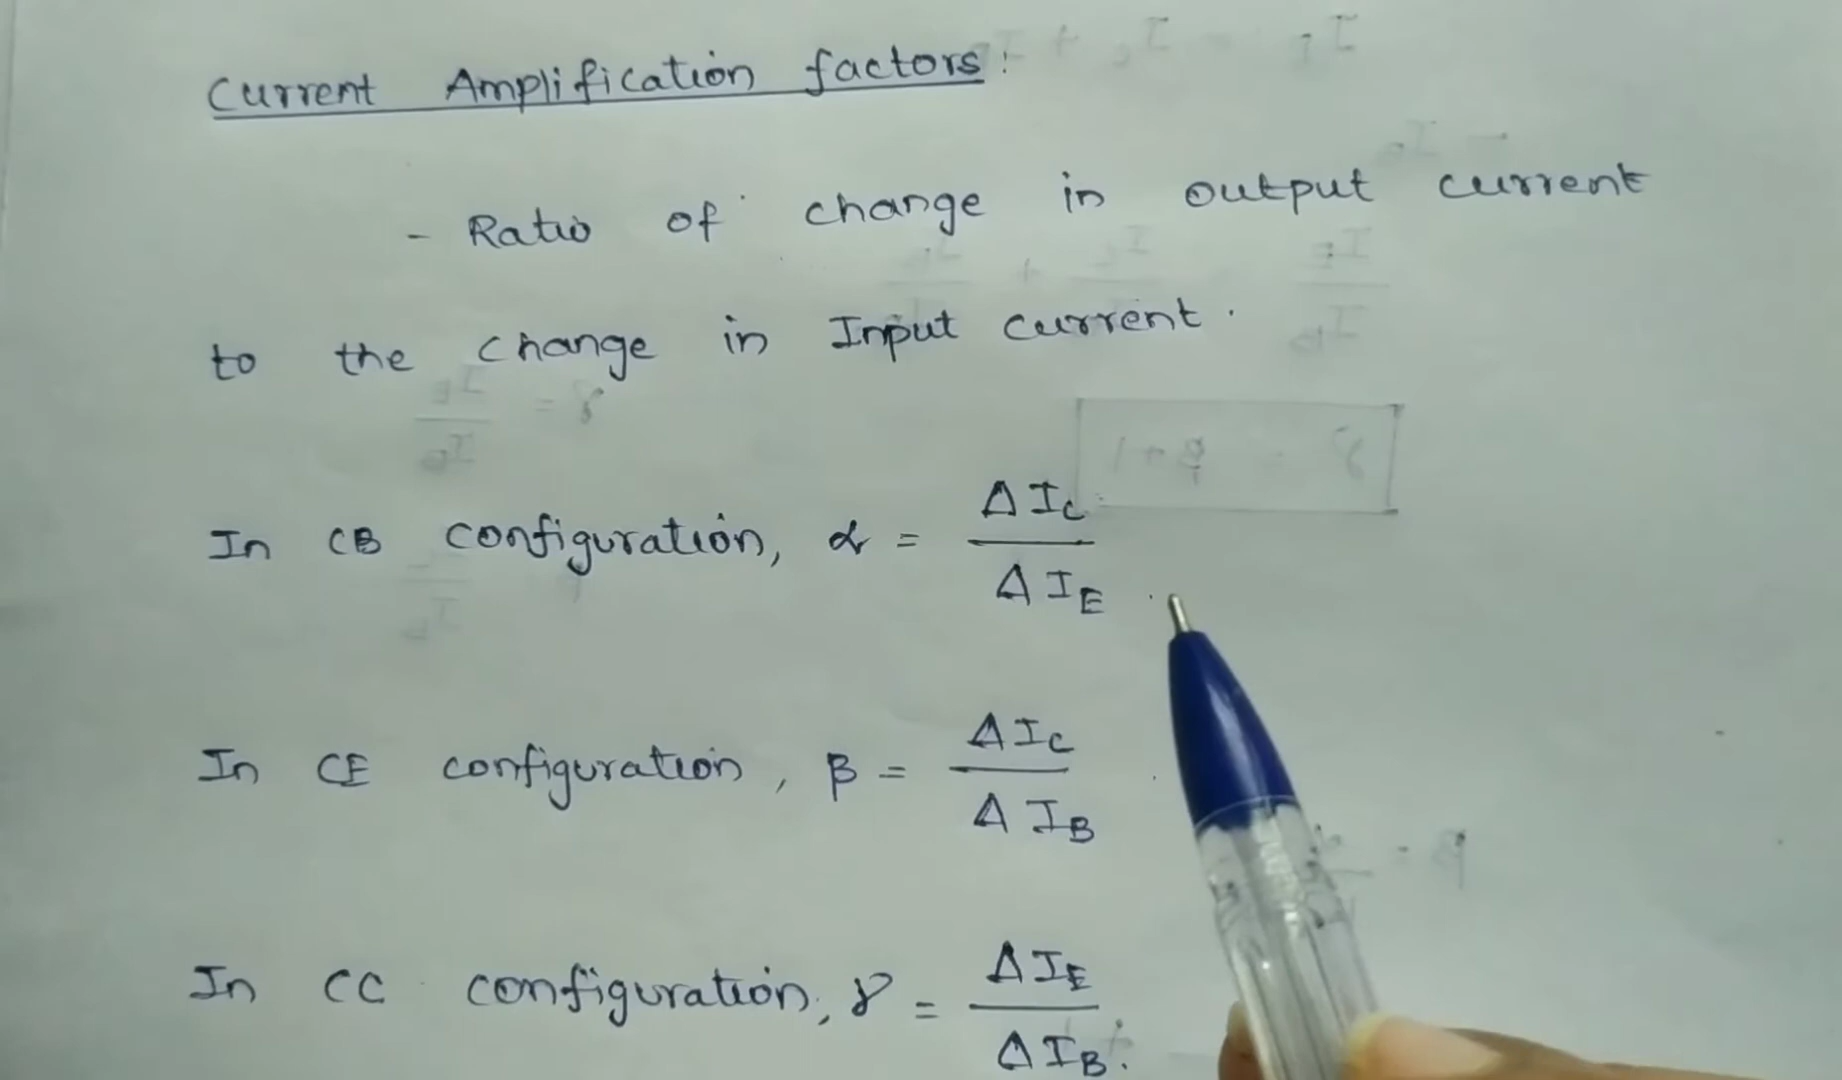 Current Amplification factors:
- Ratio of change in output current
to the change in Input current.
In CB configuration, α = ΔIC / ΔIE
In CE configuration, β = ΔIC / ΔIB
In CC configuration, γ = ΔIE / ΔIB.